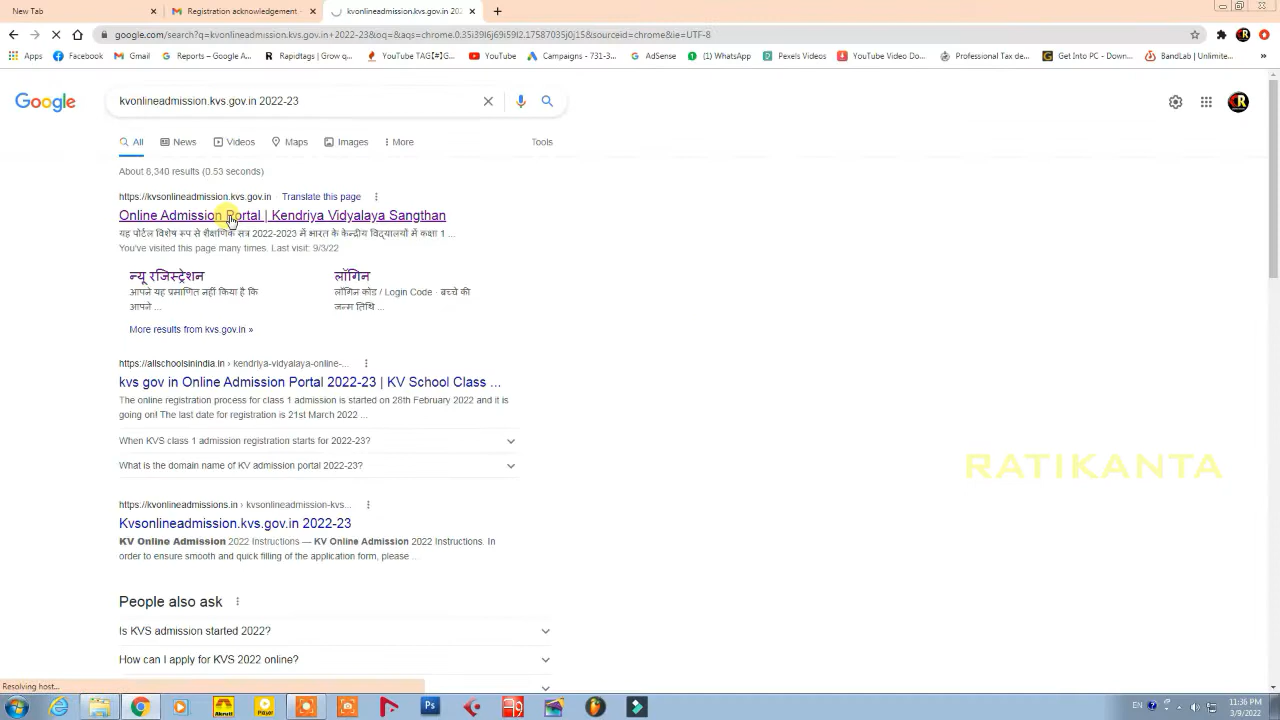 New Tab
Registration acknowledgement -
kvonlineadmission.kvs.gov.in 202
google.com/search?q=kvonlineadmission.kvs.gov.in+2022-23&oq=&aqs=chrome.0.35i39l6j69i59l2.17587035j0j15&sourceid=chrome&ie=UTF-8
Apps
Facebook
Gmail
Reports – Google A...
Rapidtags | Grow q...
YouTube TAG[‡G]...
YouTube
Campaigns - 731-3...
AdSense
(1) WhatsApp
Pexels Videos
YouTube Video Do...
Professional Tax de...
Get Into PC - Down...
BandLab | Unlimite...
»
Google
kvonlineadmission.kvs.gov.in 2022-23
All
News
Videos
Maps
Images
More
Tools
About 8,340 results (0.53 seconds)
https://kvsonlineadmission.kvs.gov.in · Translate this page
Online Admission Portal | Kendriya Vidyalaya Sangthan
यह पोर्टल विशेष रूप से शैक्षणिक सत्र 2022-2023 में भारत के केन्द्रीय विद्यालयों में कक्षा 1 ...
You've visited this page many times. Last visit: 9/3/22
न्यू रजिस्ट्रेशन
आपने यह प्रमाणित नहीं किया है कि
आपने ...
लॉगिन
लॉगिन कोड / Login Code · बच्चे की
जन्म तिथि ...
More results from kvs.gov.in »
https://allschoolsinindia.in › kendriya-vidyalaya-online-...
kvs gov in Online Admission Portal 2022-23 | KV School Class ...
The online registration process for class 1 admission is started on 28th February 2022 and it is
going on! The last date for registration is 21st March 2022 ...
When KVS class 1 admission registration starts for 2022-23?
What is the domain name of KV admission portal 2022-23?
https://kvonlineadmissions.in › kvsonlineadmission-kvs...
Kvsonlineadmission.kvs.gov.in 2022-23
KV Online Admission 2022 Instructions — KV Online Admission 2022 Instructions. In
order to ensure smooth and quick filling of the application form, please ...
People also ask
Is KVS admission started 2022?
How can I apply for KVS 2022 online?
RATIKANTA
Resolving host...
Akruti
Player
Ps
EN
11:36 PM
3/9/2022